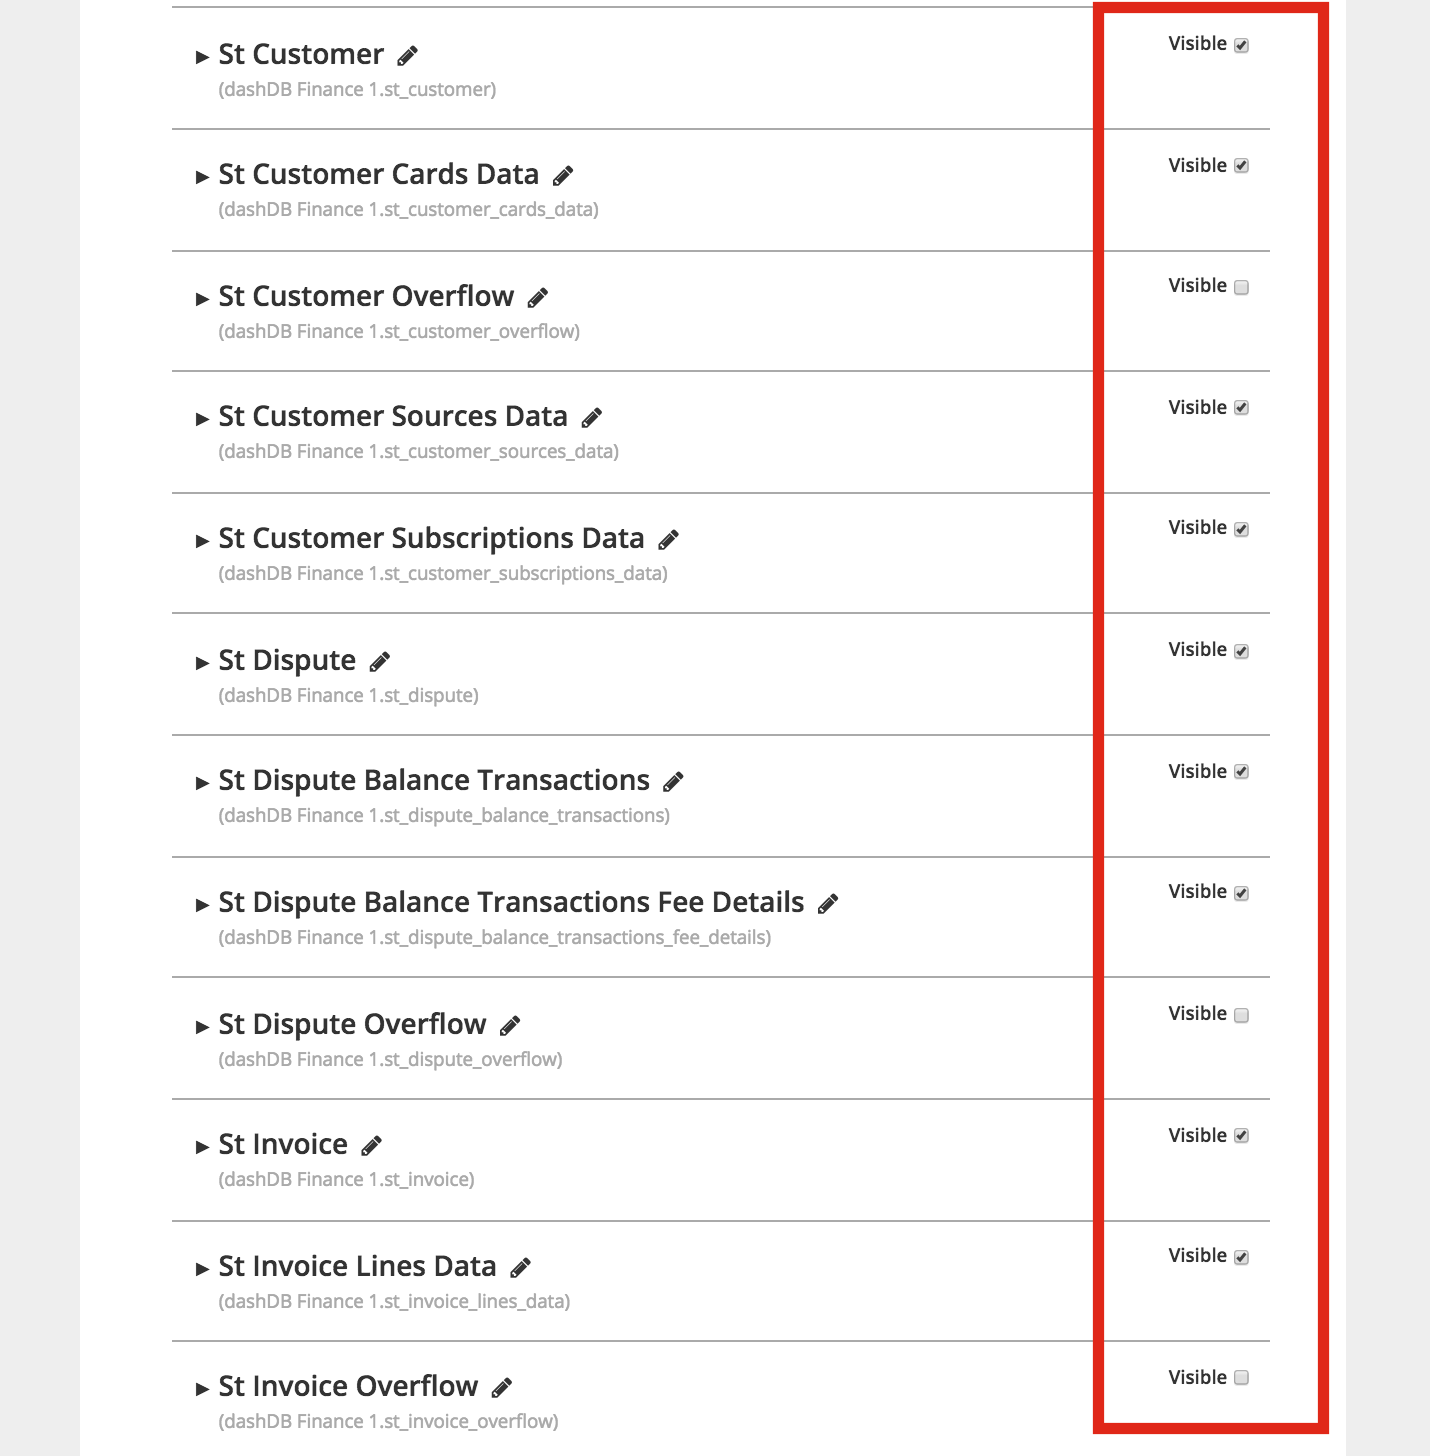 St Customer
Visible
(dashDB Finance 1.st_customer)
St Customer Cards Data
Visible
(dashDB Finance 1.st_customer_cards_data)
St Customer Overflow
Visible
(dashDB Finance 1.st_customer_overflow)
St Customer Sources Data
Visible
(dashDB Finance 1.st_customer_sources_data)
St Customer Subscriptions Data
Visible
(dashDB Finance 1.st_customer_subscriptions_data)
St Dispute
Visible
(dashDB Finance 1.st_dispute)
St Dispute Balance Transactions
Visible
(dashDB Finance 1.st_dispute_balance_transactions)
St Dispute Balance Transactions Fee Details
Visible
(dashDB Finance 1.st_dispute_balance_transactions_fee_details)
St Dispute Overflow
Visible
(dashDB Finance 1.st_dispute_overflow)
St Invoice
Visible
(dashDB Finance 1.st_invoice)
St Invoice Lines Data
Visible
(dashDB Finance 1.st_invoice_lines_data)
St Invoice Overflow
Visible
(dashDB Finance 1.st_invoice_overflow)